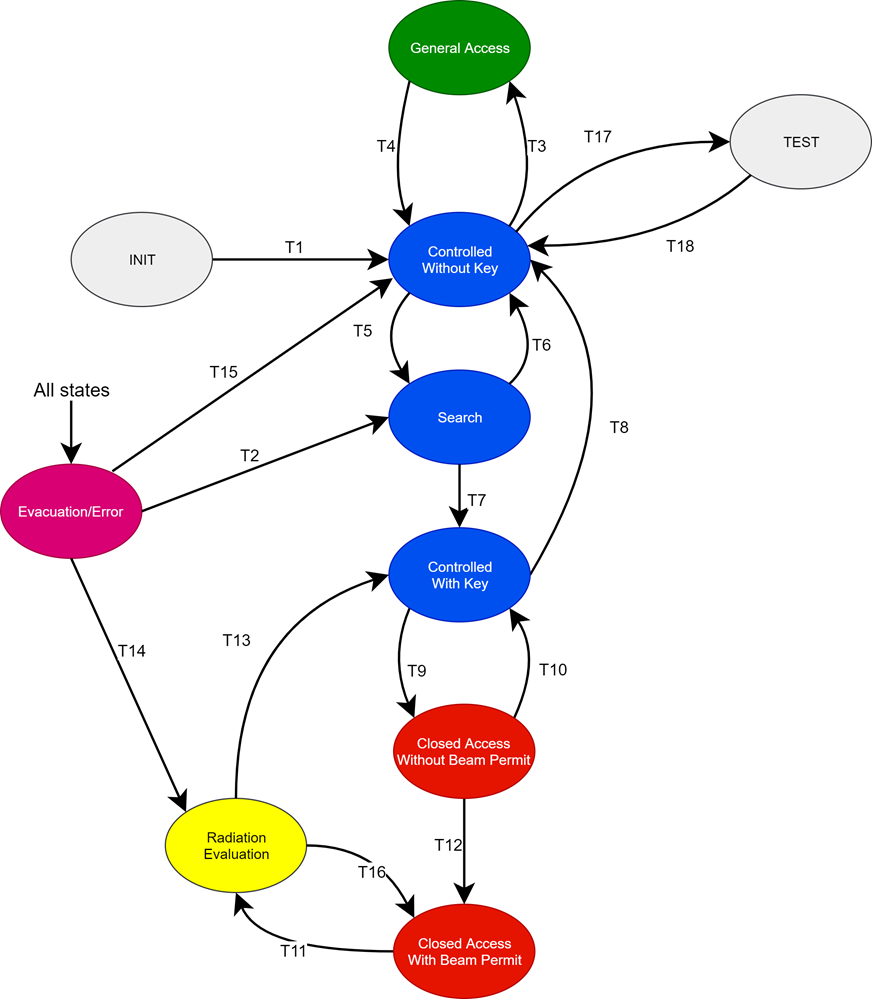 General Access
T4
T3
T17
TEST
T18
INIT
T1
Controlled
Without Key
T5
T6
T15
All states
T2
Search
T8
Evacuation/Error
T7
Controlled
With Key
T14
T13
T9
T10
Closed Access
Without Beam Permit
Radiation
Evaluation
T12
T16
T11
Closed Access
With Beam Permit